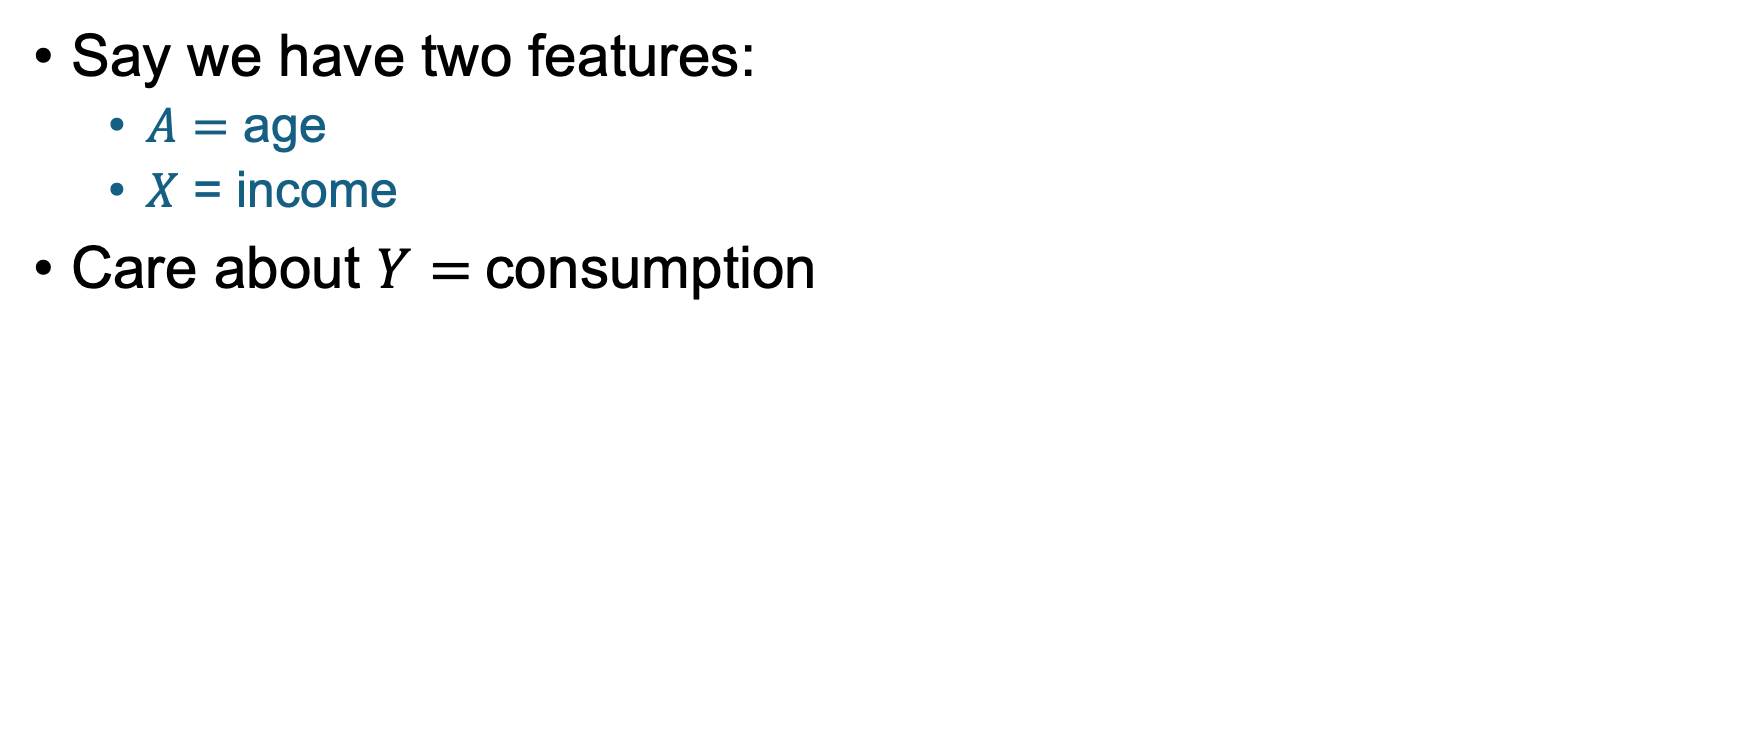 • Say we have two features:
• A = age
• X = income
• Care about Y = consumption